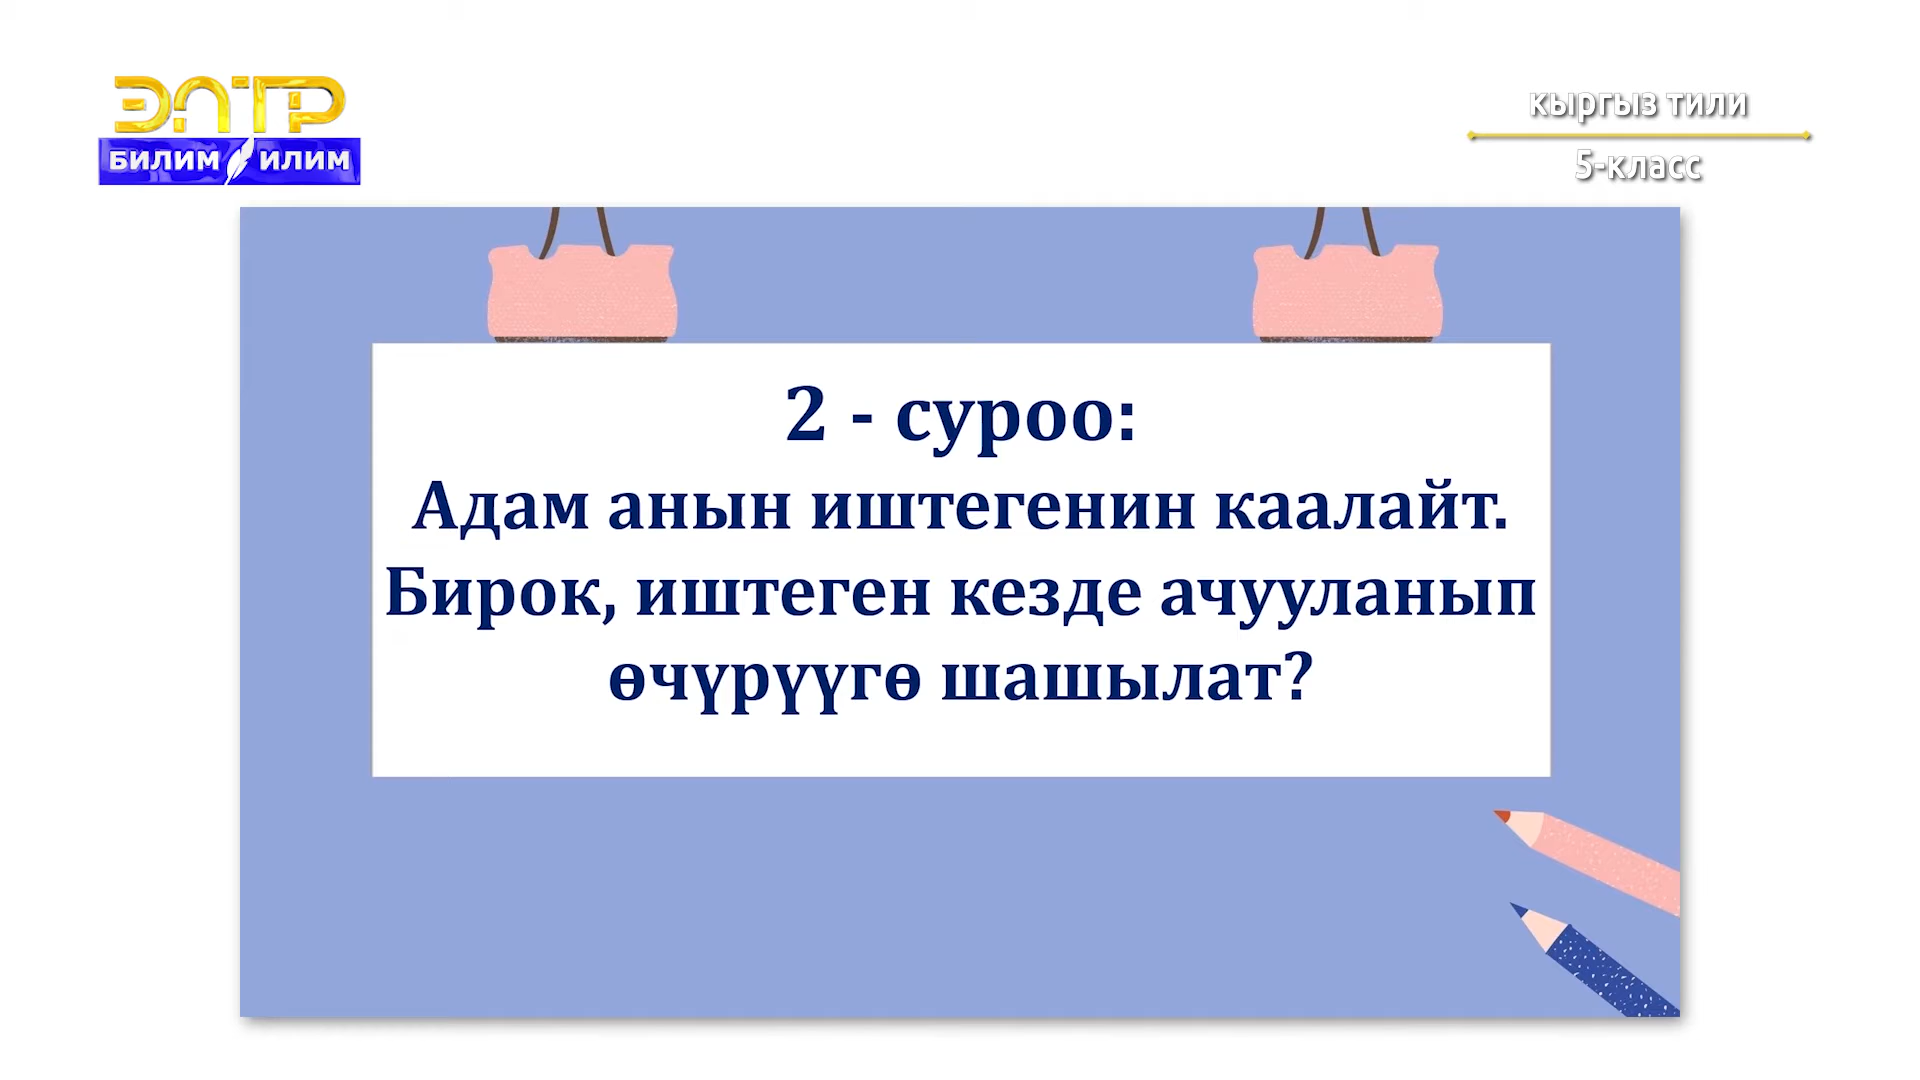 ЭЛТР
БИЛИМ ИЛИМ
кыргыз тили
5-класс
2 - суроо:
Адам анын иштегенин каалайт.
Бирок, иштеген кезде ачууланып
өчүрүүгө шашылат?